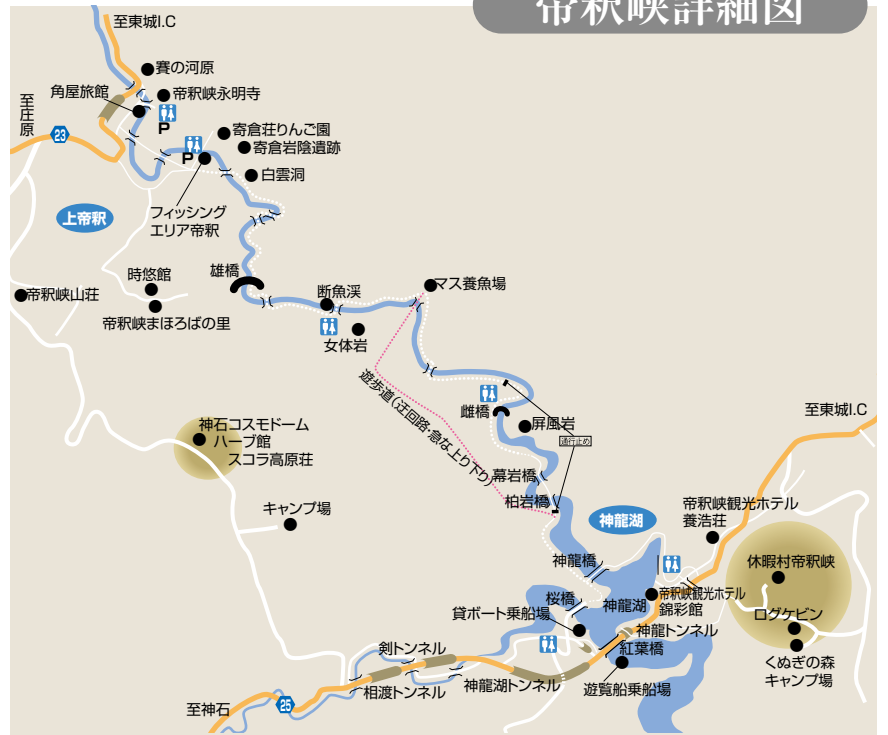 帝釈峡詳細図
至東城I.C
賽の河原
角屋旅館
帝釈峡永明寺
至庄原
P
23
寄倉荘りんご園
P
寄倉岩陰遺跡
白雲洞
フィッシング
エリア帝釈
上帝釈
雄橋
時悠館
断魚渓
マス養魚場
帝釈峡山荘
帝釈峡まほろばの里
女体岩
遊歩道(迂回路・急な上り下り)
雌橋
屏風岩
至東城I.C
通行止め
神石コスモドーム
ハーブ館
スコラ高原荘
幕岩橋
柏岩橋
キャンプ場
神龍湖
帝釈峡観光ホテル
養浩荘
神龍橋
休暇村帝釈峡
桜橋
神龍湖
帝釈峡観光ホテル
錦彩館
貸ボート乗船場
ログケビン
神龍トンネル
紅葉橋
剣トンネル
くぬぎの森
キャンプ場
相渡トンネル
神龍湖トンネル
遊覧船乗船場
至神石
25